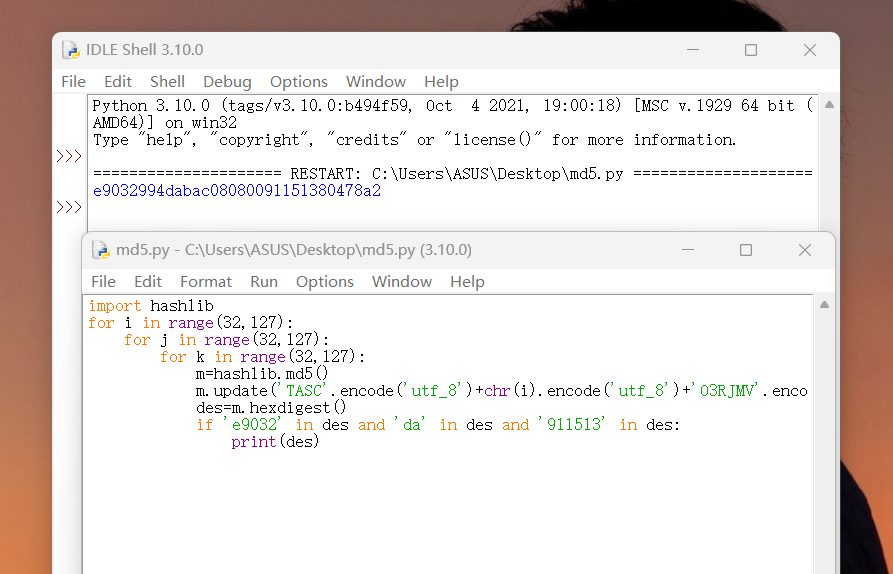 IDLE Shell 3.10.0
File Edit Shell Debug Options Window Help
Python 3.10.0 (tags/v3.10.0:b494f59, Oct  4 2021, 19:00:18) [MSC v.1929 64 bit (
AMD64)] on win32
Type "help", "copyright", "credits" or "license()" for more information.
>>>
===================== RESTART: C:\Users\ASUS\Desktop\md5.py ====================
e9032994dabac08080091151380478a2
>>>
md5.py - C:\Users\ASUS\Desktop\md5.py (3.10.0)
File Edit Format Run Options Window Help
import hashlib
for i in range(32,127):
    for j in range(32,127):
        for k in range(32,127):
            m=hashlib.md5()
            m.update('TASC'.encode('utf_8')+chr(i).encode('utf_8')+'O3RJMV'.enco
            des=m.hexdigest()
            if 'e9032' in des and 'da' in des and '911513' in des:
                print(des)